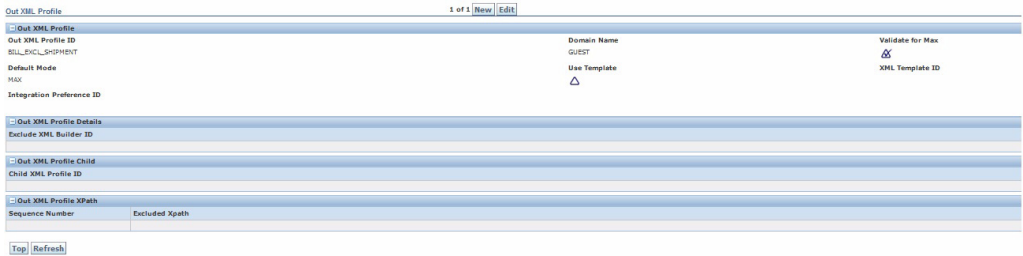 Out XML Profile 1 of 1 New Edit
Out XML Profile
Out XML Profile ID Domain Name Validate for Max
BILL_EXCL_SHIPMENT GUEST
Default Mode Use Template XML Template ID
MAX
Integration Preference ID
Out XML Profile Details
Exclude XML Builder ID
Out XML Profile Child
Child XML Profile ID
Out XML Profile XPath
Sequence Number Excluded Xpath
Top Refresh